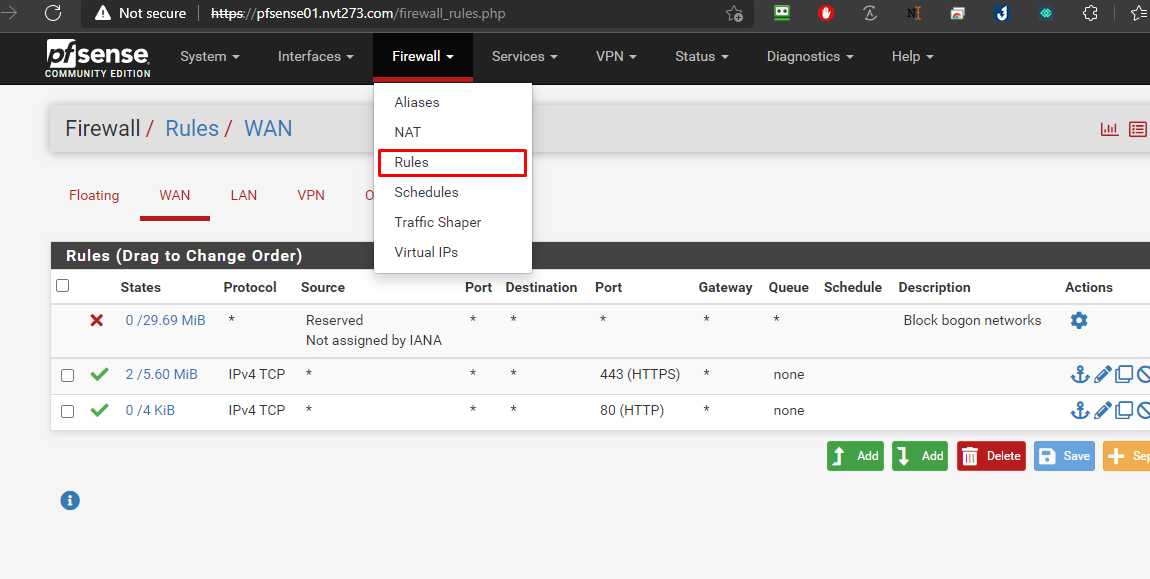 Not secure https://pfsense01.nvt273.com/firewall_rules.php
pfsense
COMMUNITY EDITION
System Interfaces Firewall Services VPN Status Diagnostics Help
Aliases
NAT
Rules
Schedules
Traffic Shaper
Virtual IPs
Firewall / Rules / WAN
Floating WAN LAN VPN O
Rules (Drag to Change Order)
States Protocol Source Port Destination Port Gateway Queue Schedule Description Actions
0 /29.69 MiB * Reserved * * * * * Block bogon networks
Not assigned by IANA
2 /5.60 MiB IPv4 TCP * * * 443 (HTTPS) * none
0 /4 KiB IPv4 TCP * * * 80 (HTTP) * none
Add Add Delete Save Sep